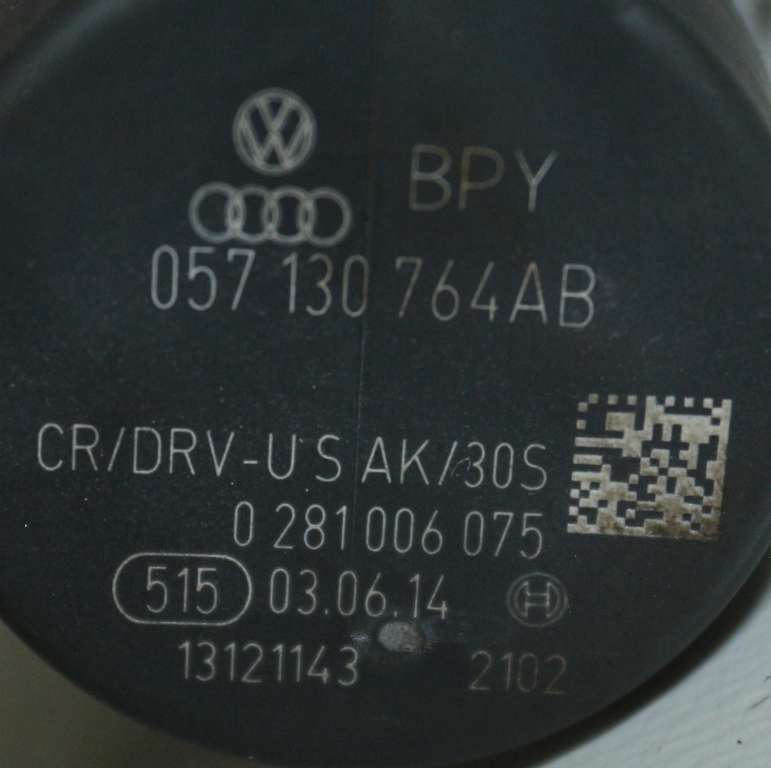 BPY
057 130 764AB
CR/DRV-U S AK/30S
0 281 006 075
515 03.06.14
13121143 2102